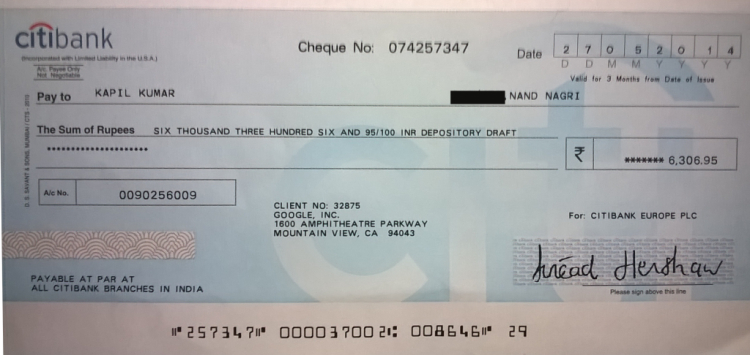 citibank
(Incorporated with Limited Liability in the U.S.A.)
A/c. Payee Only
Not Negotiable
Cheque No: 074257347
Date 2 7 0 5 2 0 1 4
D D M M Y Y Y Y
Valid for 3 Months from Date of Issue
Pay to KAPIL KUMAR NAND NAGRI
The Sum of Rupees SIX THOUSAND THREE HUNDRED SIX AND 95/100 INR DEPOSITORY DRAFT
*********************
₹ ******* 6,306.95
A/c No. 0090256009
CLIENT NO: 32875
GOOGLE, INC.
1600 AMPHITHEATRE PARKWAY
MOUNTAIN VIEW, CA 94043
For: CITIBANK EUROPE PLC
Sinéad Henshaw
Please sign above this line
PAYABLE AT PAR AT
ALL CITIBANK BRANCHES IN INDIA
⑈257347⑈ 000037002⑆ 008646⑈ 29